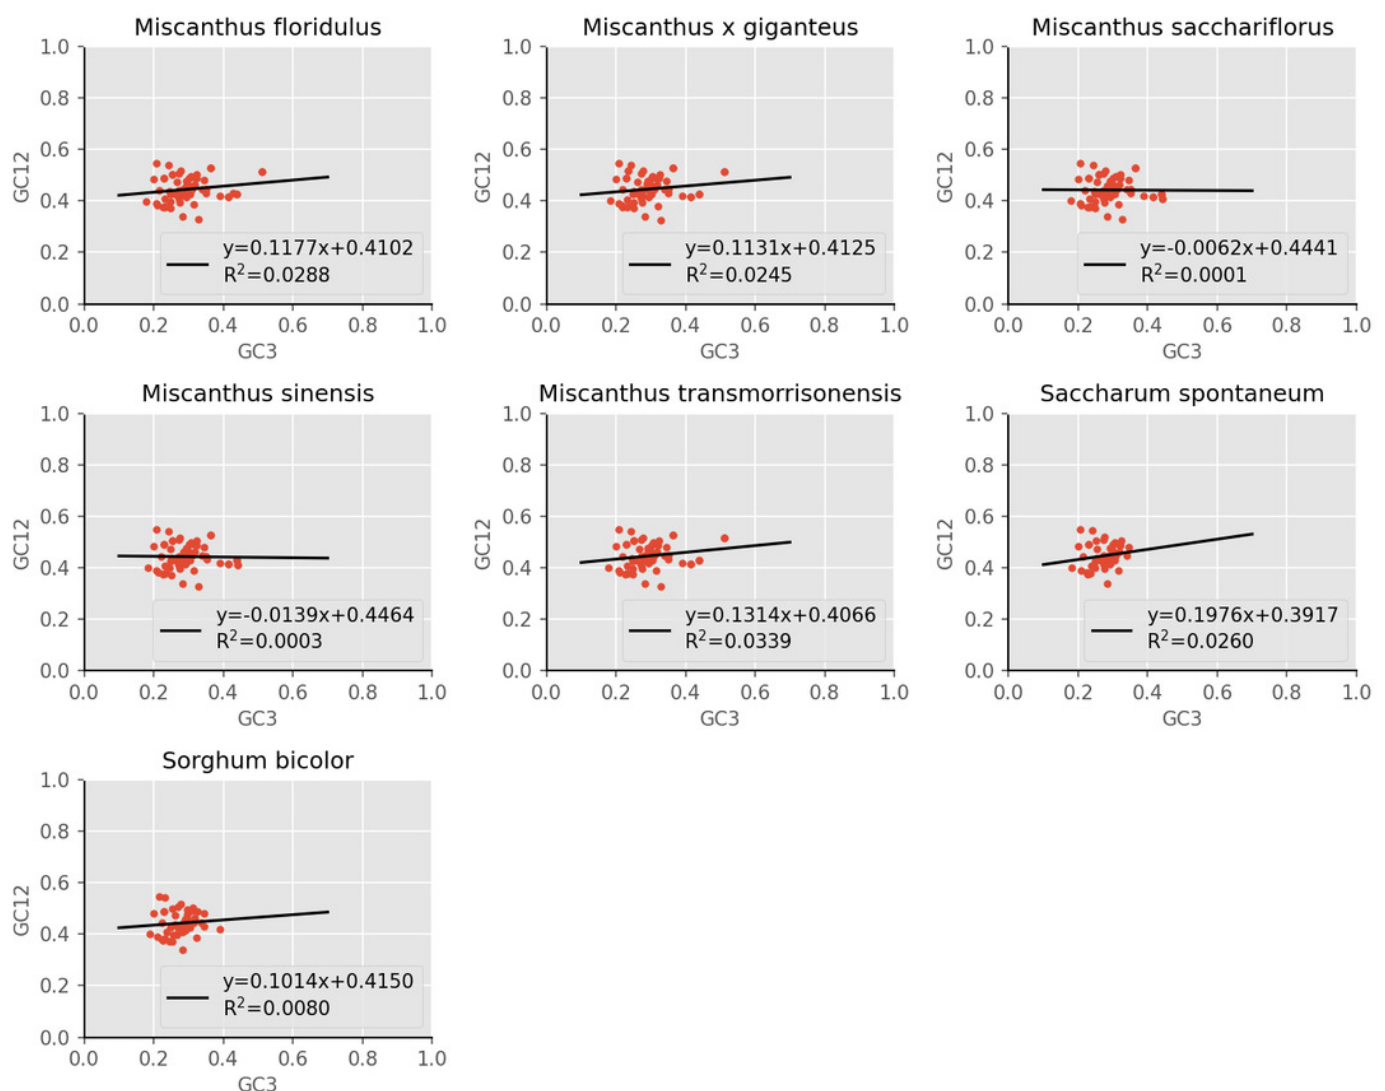 Miscanthus floridulus
1.0
0.8
0.6
0.4
0.2
0.0
GC12
y=0.1177x+0.4102
R²=0.0288
0.0 0.2 0.4 0.6 0.8 1.0
GC3
Miscanthus x giganteus
1.0
0.8
0.6
0.4
0.2
0.0
GC12
y=0.1131x+0.4125
R²=0.0245
0.0 0.2 0.4 0.6 0.8 1.0
GC3
Miscanthus sacchariflorus
1.0
0.8
0.6
0.4
0.2
0.0
GC12
y=-0.0062x+0.4441
R²=0.0001
0.0 0.2 0.4 0.6 0.8 1.0
GC3
Miscanthus sinensis
1.0
0.8
0.6
0.4
0.2
0.0
GC12
y=-0.0139x+0.4464
R²=0.0003
0.0 0.2 0.4 0.6 0.8 1.0
GC3
Miscanthus transmorrisonensis
1.0
0.8
0.6
0.4
0.2
0.0
GC12
y=0.1314x+0.4066
R²=0.0339
0.0 0.2 0.4 0.6 0.8 1.0
GC3
Saccharum spontaneum
1.0
0.8
0.6
0.4
0.2
0.0
GC12
y=0.1976x+0.3917
R²=0.0260
0.0 0.2 0.4 0.6 0.8 1.0
GC3
Sorghum bicolor
1.0
0.8
0.6
0.4
0.2
0.0
GC12
y=0.1014x+0.4150
R²=0.0080
0.0 0.2 0.4 0.6 0.8 1.0
GC3